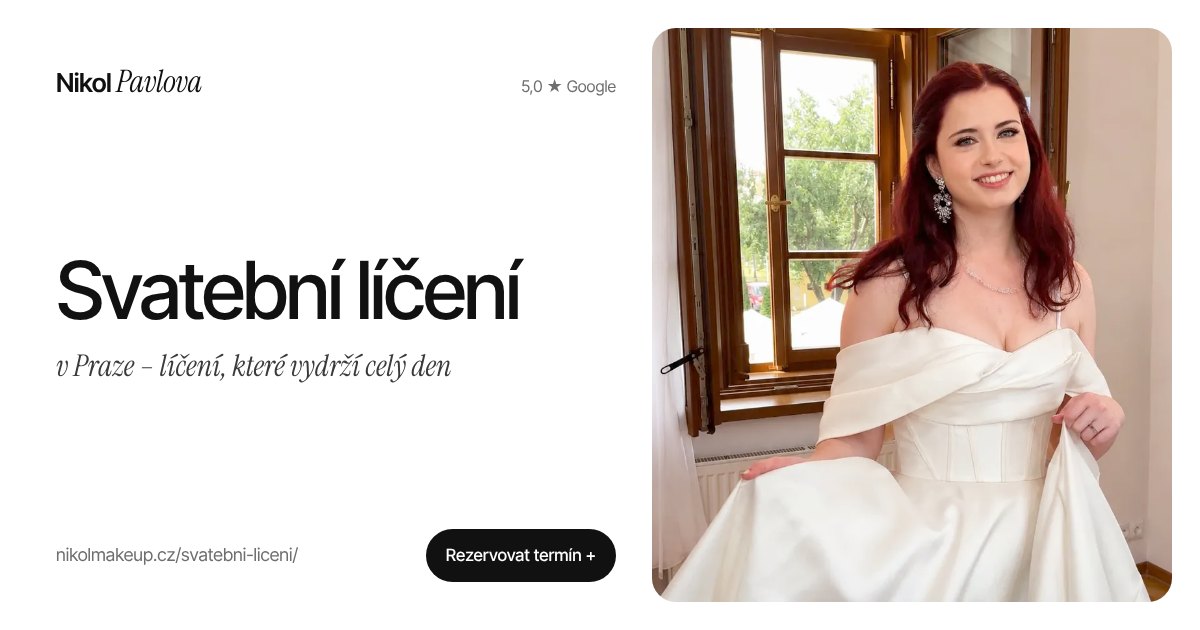 Nikol Pavlova
5,0 ★ Google
Svatební líčení
v Praze – líčení, které vydrží celý den
nikolmakeup.cz/svatebni-liceni/
Rezervovat termín +